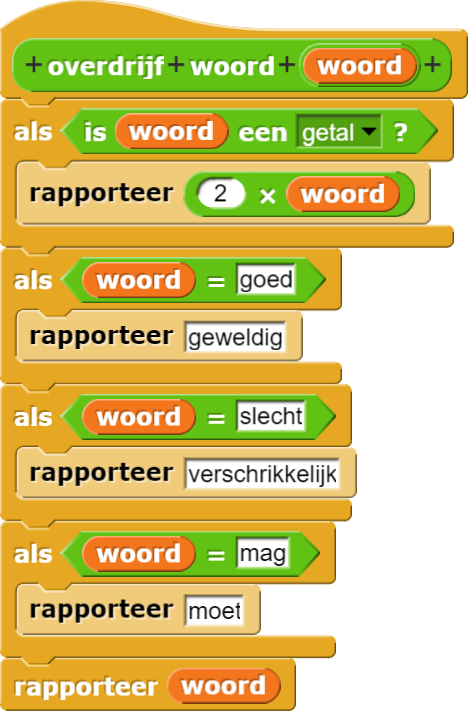 + overdrijf + woord + woord +
als is woord een getal ?
rapporteer 2 × woord
als woord = goed
rapporteer geweldig
als woord = slecht
rapporteer verschrikkelijk
als woord = mag
rapporteer moet
rapporteer woord